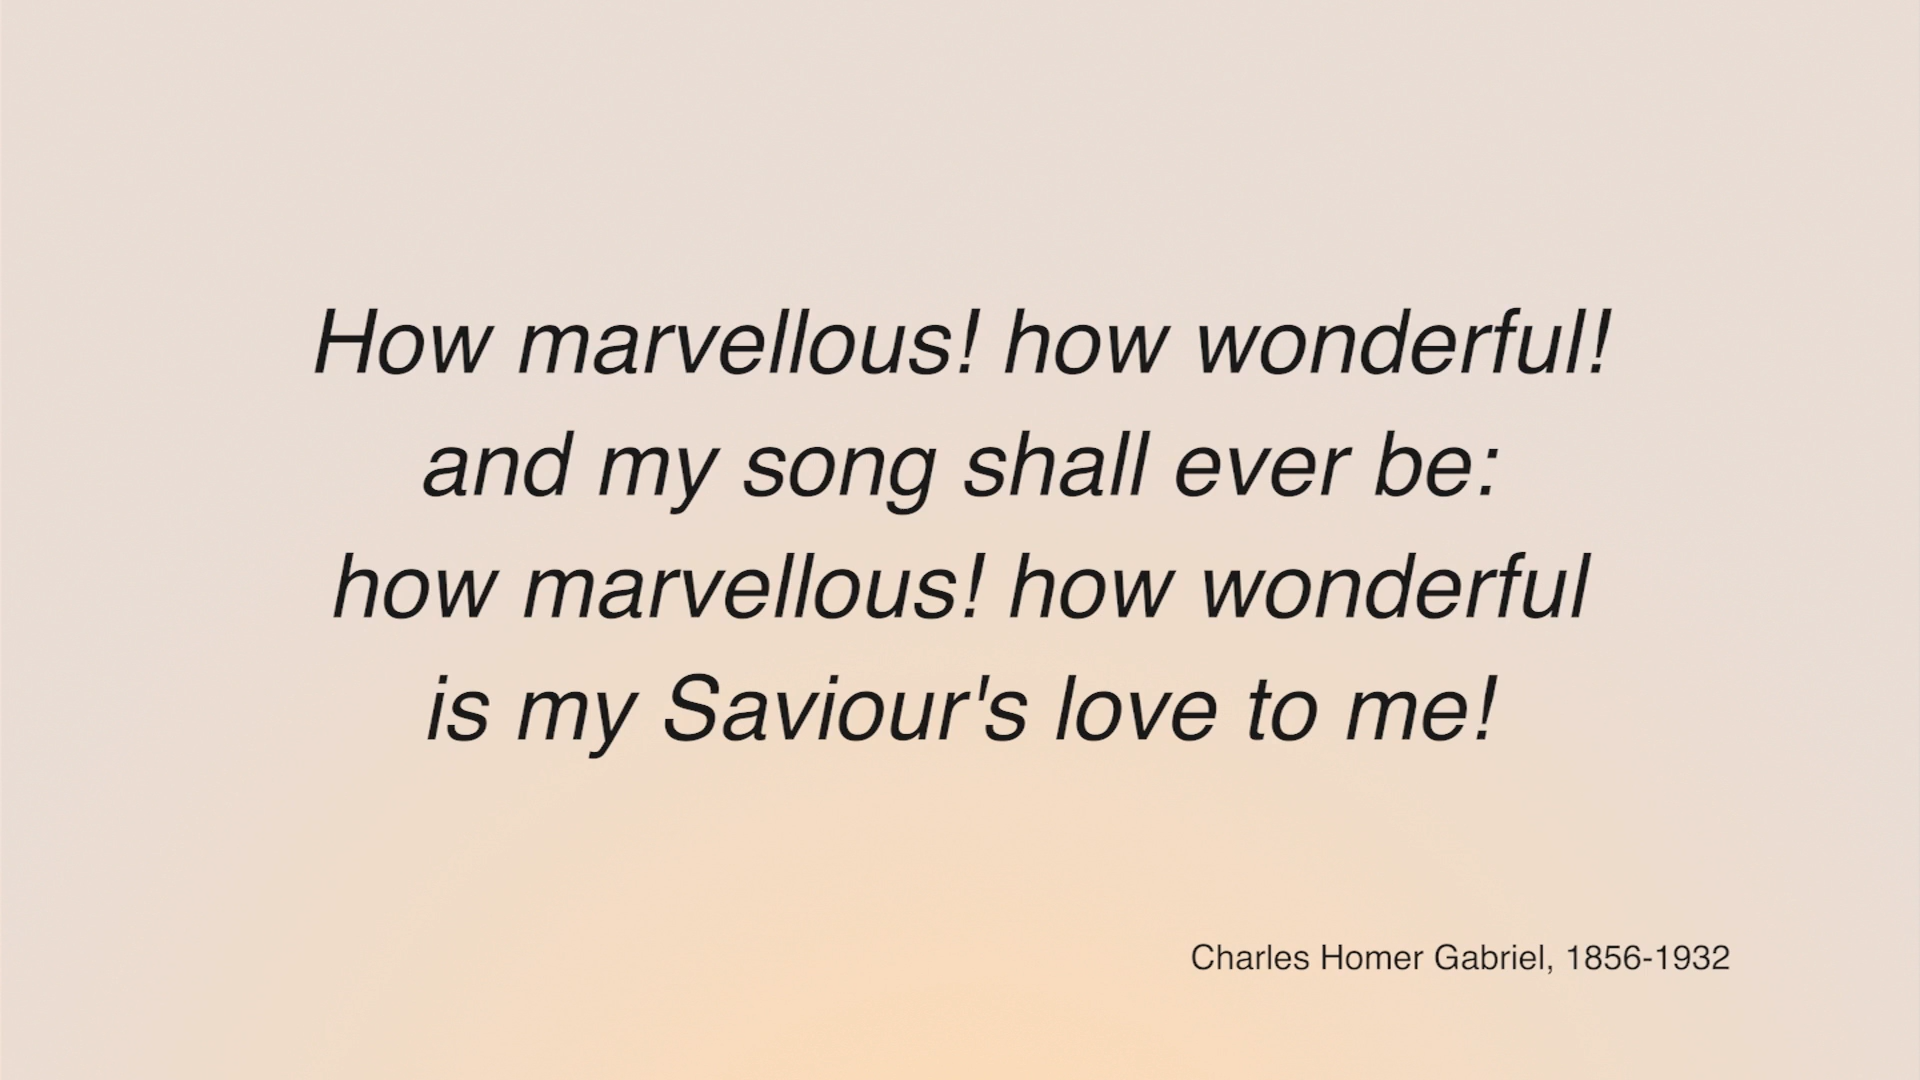 How marvellous! how wonderful!
and my song shall ever be:
how marvellous! how wonderful
is my Saviour's love to me!
Charles Homer Gabriel, 1856-1932